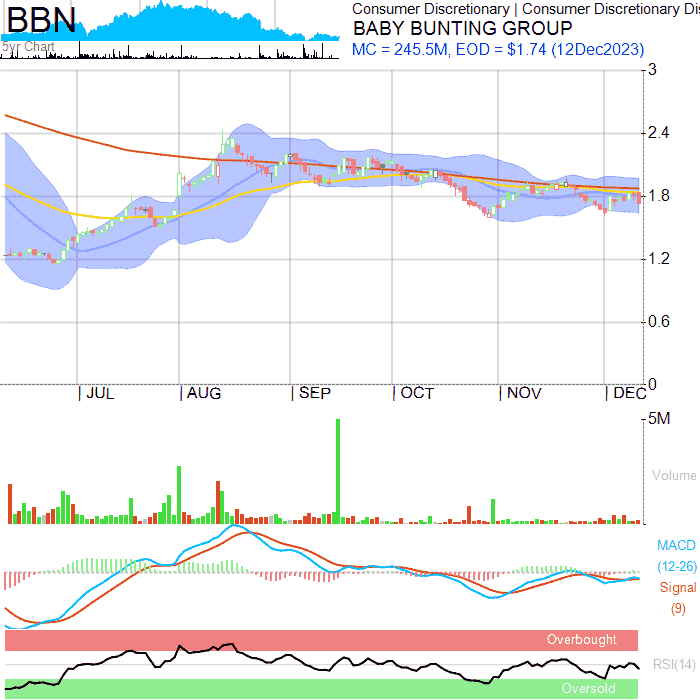 BBN
5yr Chart
Consumer Discretionary | Consumer Discretionary Dis
BABY BUNTING GROUP
MC = 245.5M, EOD = $1.74 (12Dec2023)
3
2.4
1.8
1.2
0.6
0
| JUL | AUG | SEP | OCT | NOV | DEC
5M
Volume
MACD
(12-26)
Signal
(9)
Overbought
RSI(14)
Oversold